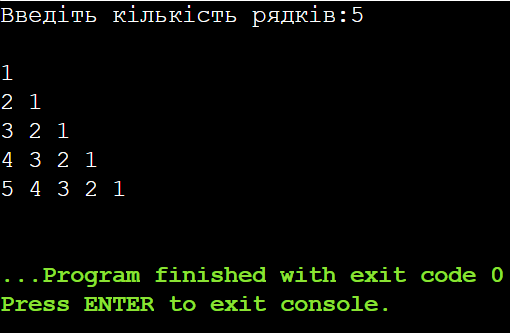 Введіть кількість рядків:5
1
2 1
3 2 1
4 3 2 1
5 4 3 2 1
...Program finished with exit code 0
Press ENTER to exit console.